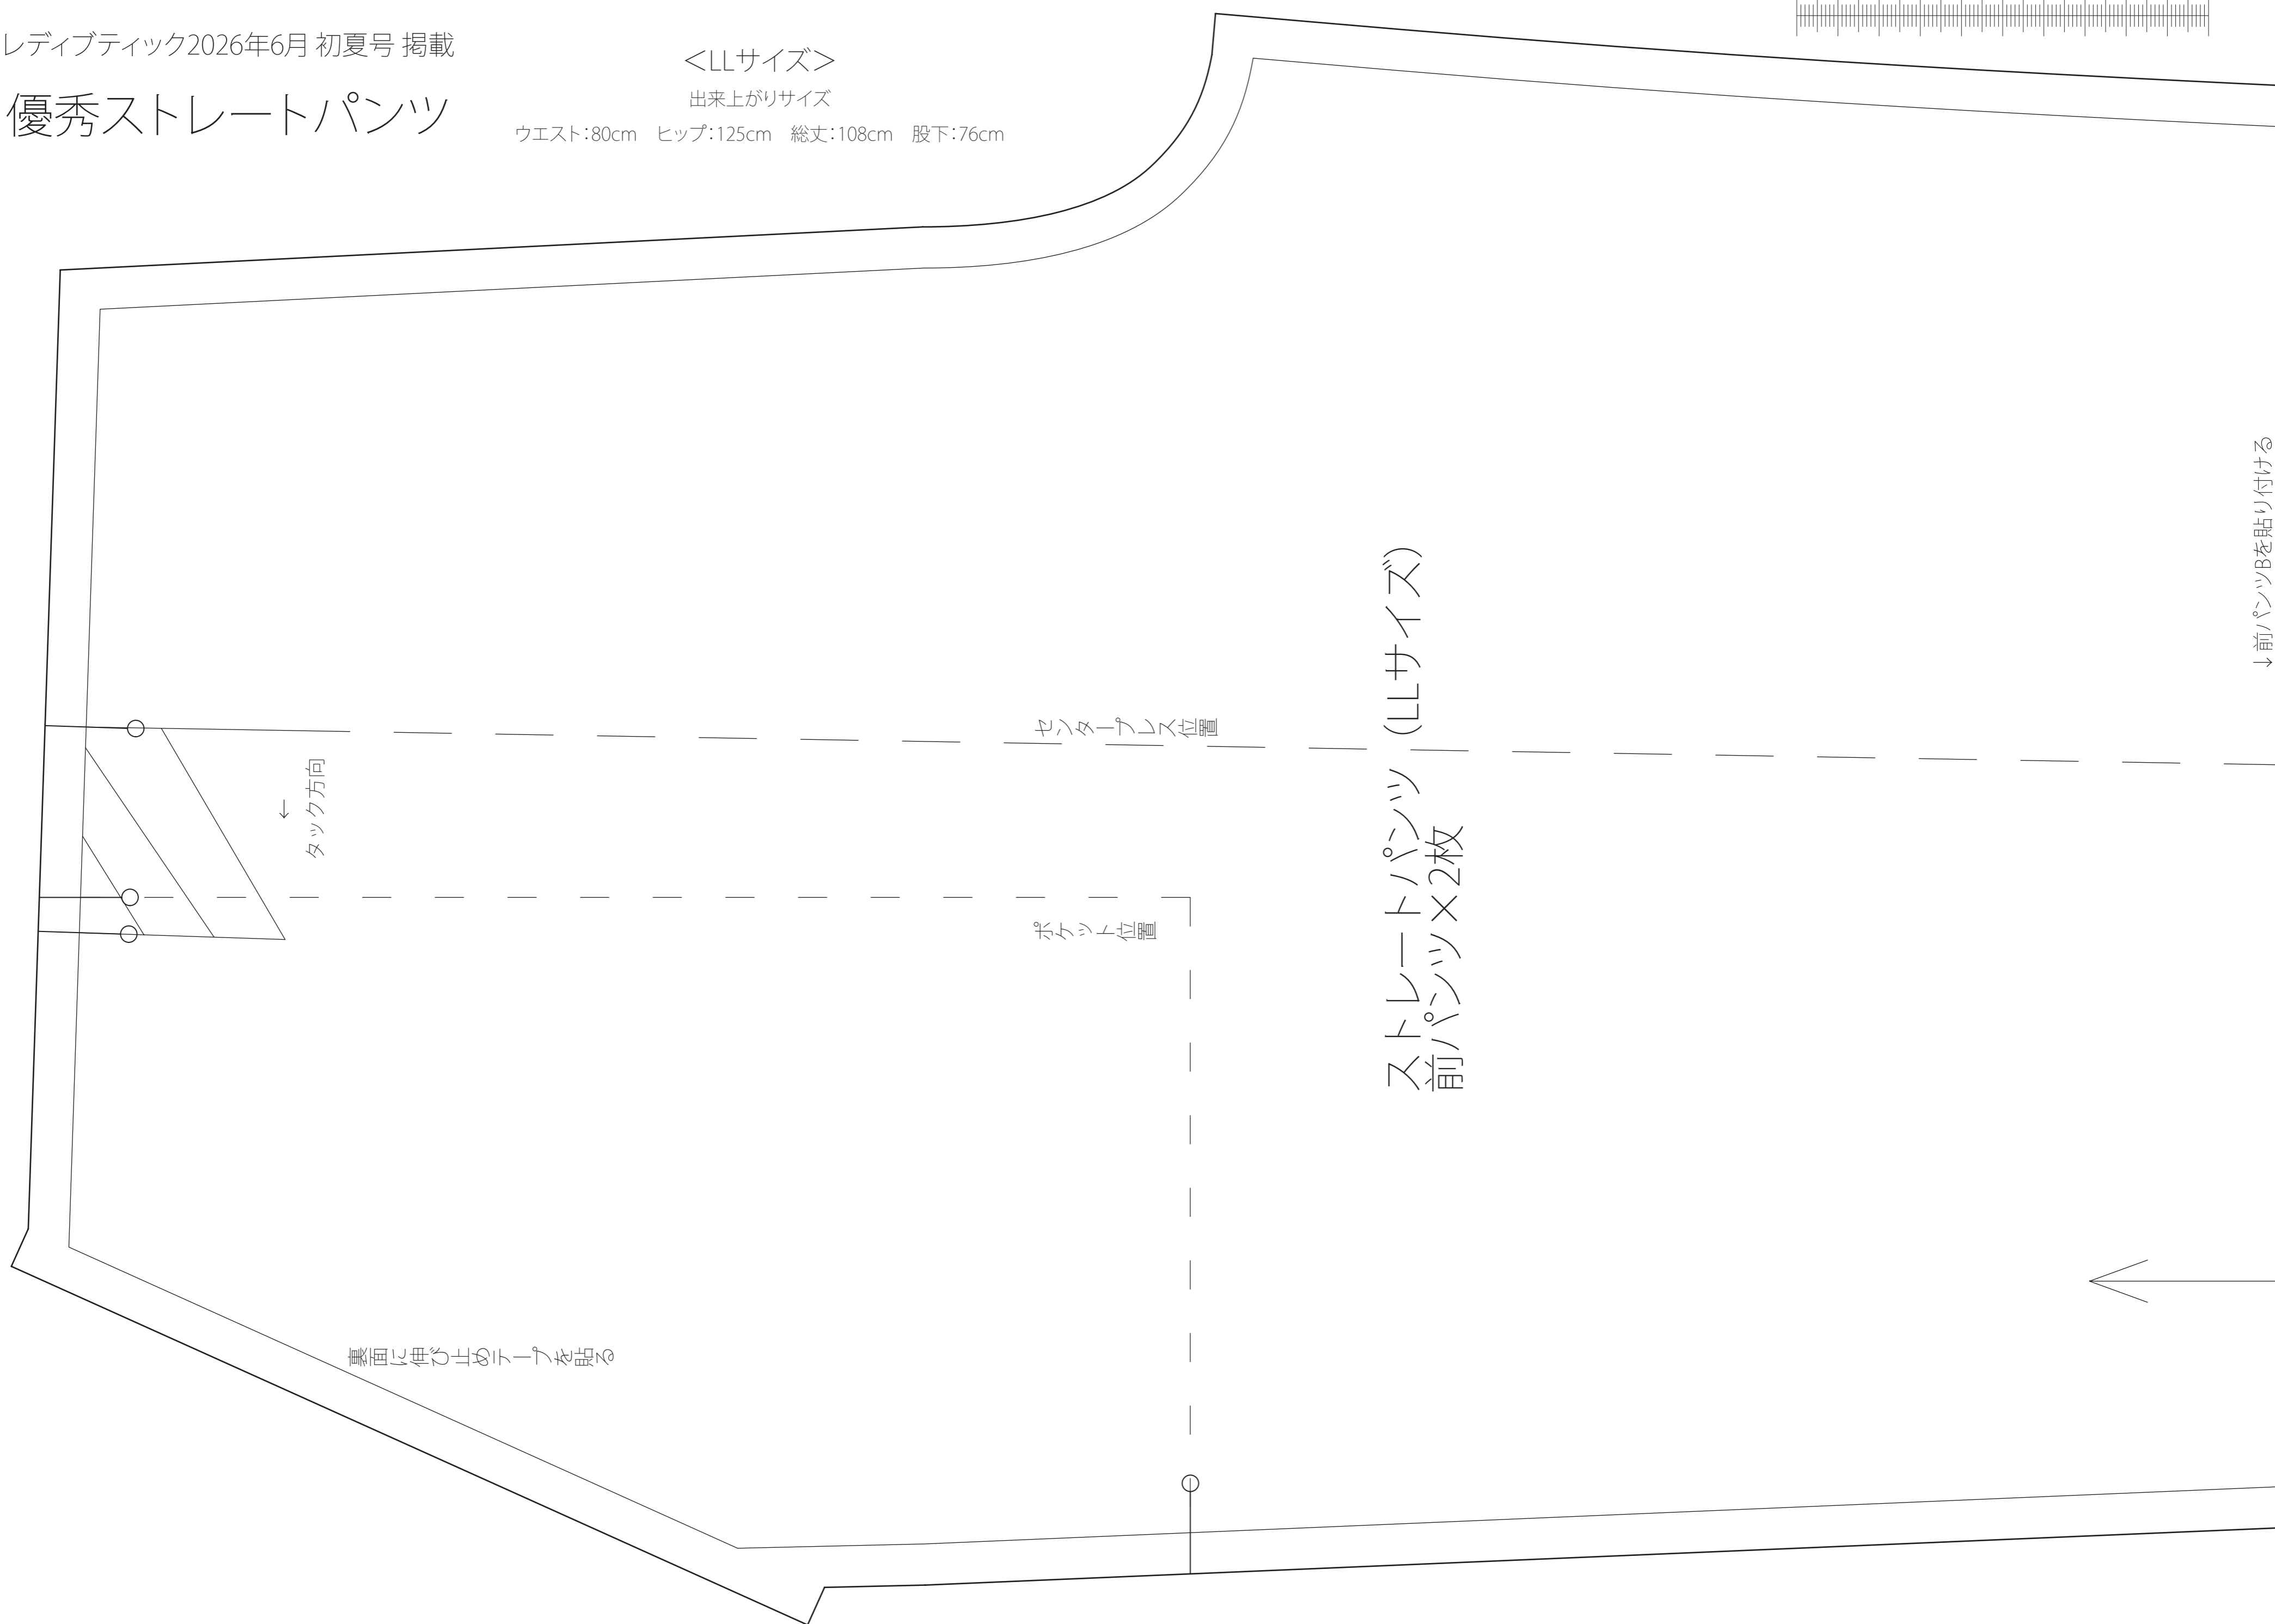 レディブティック2026年6月 初夏号 掲載
優秀ストレートパンツ
＜LLサイズ＞
出来上がりサイズ
ウエスト：80cm　ヒップ：125cm　総丈：108cm　股下：76cm
↓前パンツBを貼り付ける
ストレートパンツ（LLサイズ）
前パンツ×2枚
センタープレス位置
←
タック方向
ポケット位置
裏面に伸び止めテープを貼る